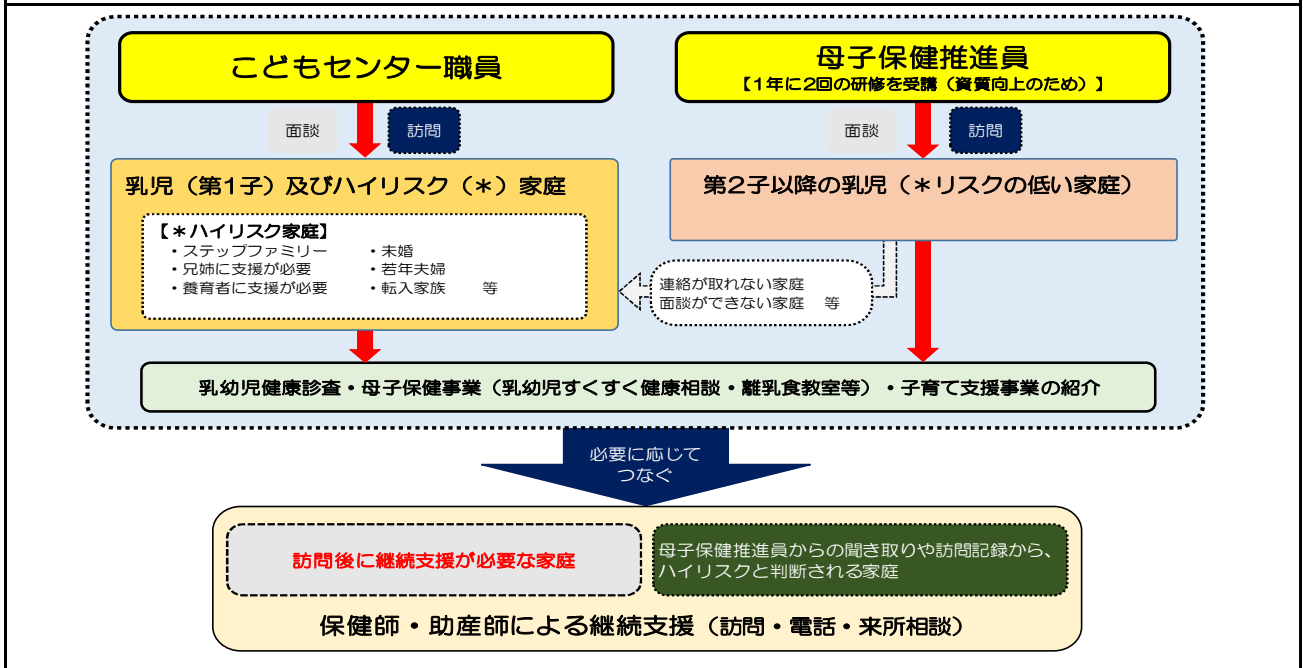 こどもセンター職員
母子保健推進員
【1年に2回の研修を受講（資質向上のため）】
面談
訪問
面談
訪問
乳児（第1子）及びハイリスク（＊）家庭
【＊ハイリスク家庭】
・ステップファミリー　・未婚
・兄姉に支援が必要　・若年夫婦
・養育者に支援が必要　・転入家族　等
第2子以降の乳児（＊リスクの低い家庭）
連絡が取れない家庭
面談ができない家庭　等
乳幼児健康診査・母子保健事業（乳幼児すくすく健康相談・離乳食教室等）・子育て支援事業の紹介
必要に応じて
つなぐ
訪問後に継続支援が必要な家庭
母子保健推進員からの聞き取りや訪問記録から、
ハイリスクと判断される家庭
保健師・助産師による継続支援（訪問・電話・来所相談）